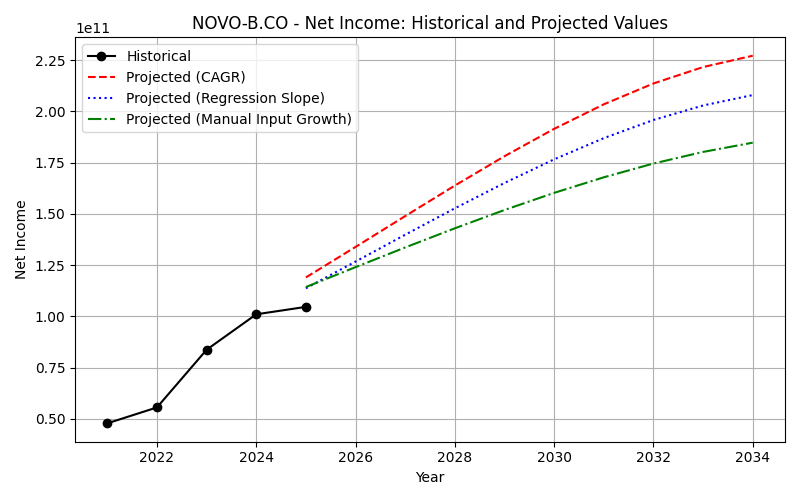 NOVO-B.CO - Net Income: Historical and Projected Values
1e11
Historical
Projected (CAGR)
Projected (Regression Slope)
Projected (Manual Input Growth)
2.25
2.00
1.75
1.50
1.25
1.00
0.75
0.50
Net Income
2022 2024 2026 2028 2030 2032 2034
Year